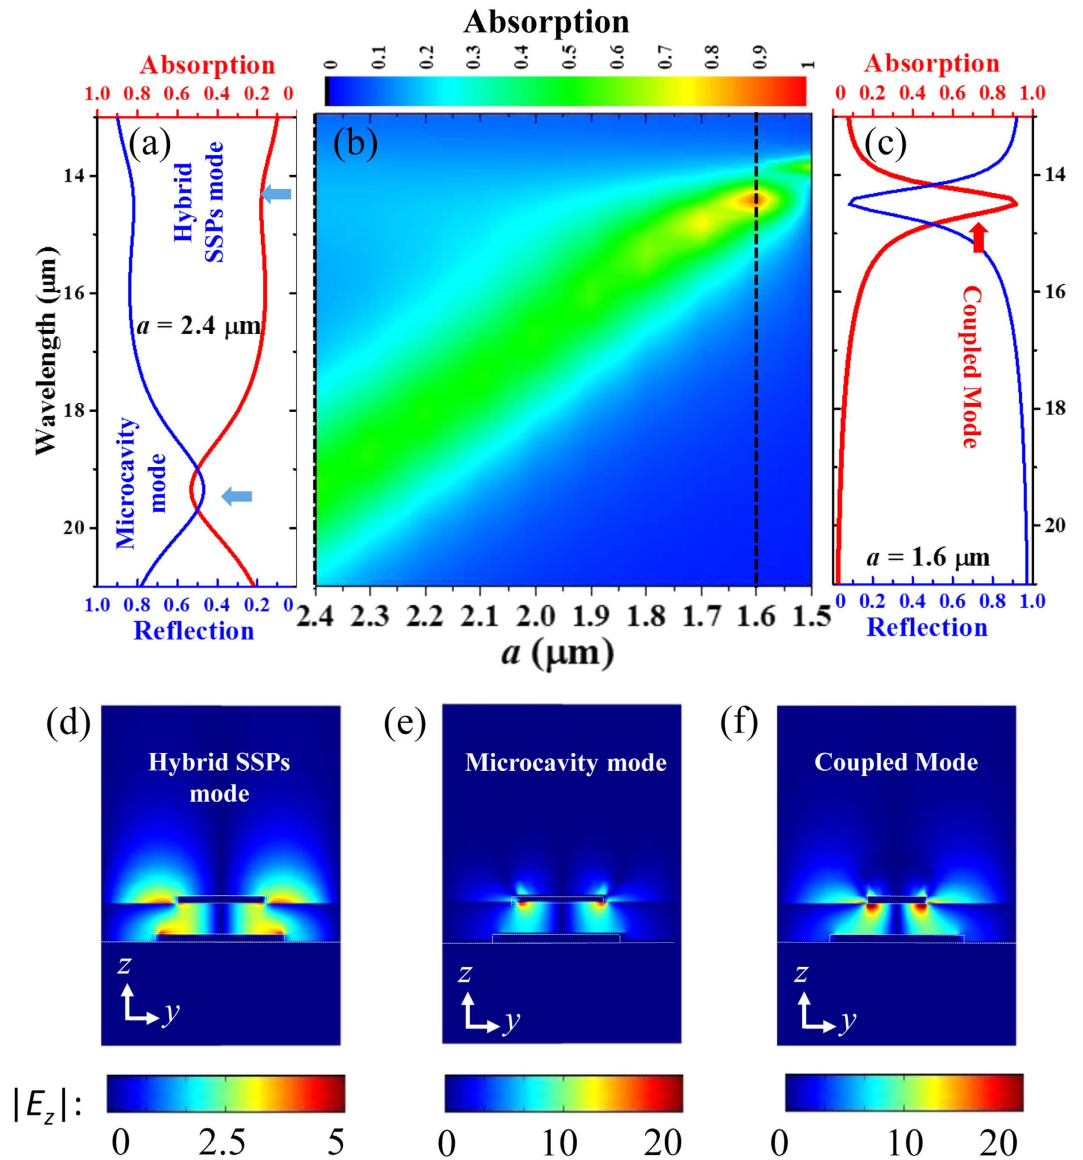 Absorption
0 0.1 0.2 0.3 0.4 0.5 0.6 0.7 0.8 0.9 1
Absorption
1.0 0.8 0.6 0.4 0.2 0
Absorption
0 0.2 0.4 0.6 0.8 1.0
(a)
(b)
(c)
Wavelength (μm)
14
16
18
20
Hybrid
SSPs mode
a = 2.4 μm
Microcavity
mode
1.0 0.8 0.6 0.4 0.2 0
Reflection
2.4 2.3 2.2 2.1 2.0 1.9 1.8 1.7 1.6 1.5
a (μm)
14
16
18
20
Coupled Mode
a = 1.6 μm
0 0.2 0.4 0.6 0.8 1.0
Reflection
(d)
Hybrid SSPs
mode
z
y
(e)
Microcavity mode
z
y
(f)
Coupled Mode
z
y
|Ez|:
0 2.5 5
0 10 20
0 10 20